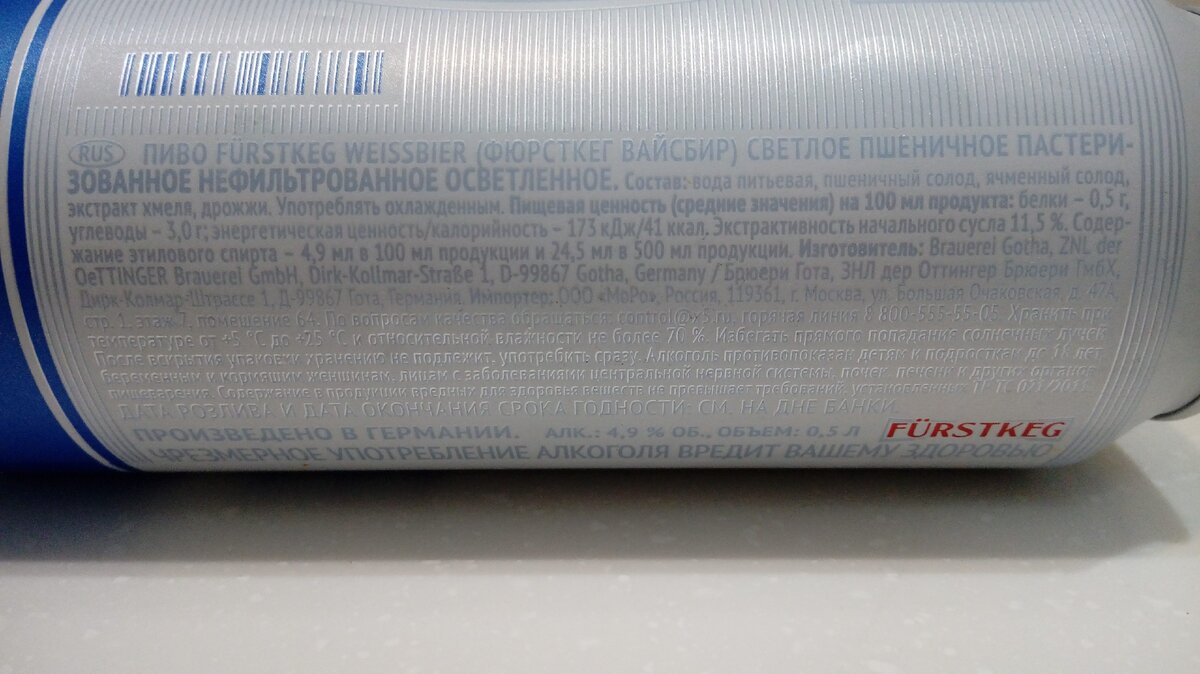 RUS ПИВО FÜRSTKEG WEISSBIER (ФЮРСТКЕГ ВАЙСБИР) СВЕТЛОЕ ПШЕНИЧНОЕ ПАСТЕРИ-
ЗОВАННОЕ НЕФИЛЬТРОВАННОЕ ОСВЕТЛЕННОЕ. Состав: вода питьевая, пшеничный солод, ячменный солод,
экстракт хмеля, дрожжи. Употреблять охлажденным. Пищевая ценность (средние значения) на 100 мл продукта: белки – 0,5 г,
углеводы – 3,0 г; энергетическая ценность/калорийность – 173 кДж/41 ккал. Экстрактивность начального сусла 11,5 %. Содер-
жание этилового спирта – 4,9 мл в 100 мл продукции и 24,5 мл в 500 мл продукции. Изготовитель: Brauerei Gotha, ZNL der
OeTTINGER Brauerei GmbH, Dirk-Kollmar-Straße 1, D-99867 Gotha, Germany / Брюери Гота, ЗНЛ дер Оттингер Брюери ГмбХ,
Дирк-Колмар-Штрассе 1, Д-99867 Гота, Германия. Импортер: ООО «МоРо», Россия, 119361, г. Москва, ул. Большая Очаковская, д. 47А,
стр. 1, этаж 7, помещение 64. По вопросам качества обращаться: control@x5.ru, горячая линия 8 800-555-55-05. Хранить при
температуре от +5 °С до +25 °С и относительной влажности не более 70 %. Избегать прямого попадание солнечных лучей.
После вскрытия упаковки хранению не подлежит, употребить сразу. Алкоголь противопоказан детям и подросткам до 18 лет,
беременным и кормящим женщинам, лицам с заболеваниями центральной нервной системы, почек, печени и других органов
пищеварения. Содержание в продукции вредных для здоровья веществ не превышает требований, установленных ТР ТС 021/2011.
ДАТА РОЗЛИВА И ДАТА ОКОНЧАНИЯ СРОКА ГОДНОСТИ: СМ. НА ДНЕ БАНКИ.
ПРОИЗВЕДЕНО В ГЕРМАНИИ. АЛК.: 4,9 % ОБ., ОБЪЕМ: 0,5 Л FÜRSTKEG
ЧРЕЗМЕРНОЕ УПОТРЕБЛЕНИЕ АЛКОГОЛЯ ВРЕДИТ ВАШЕМУ ЗДОРОВЬЮ